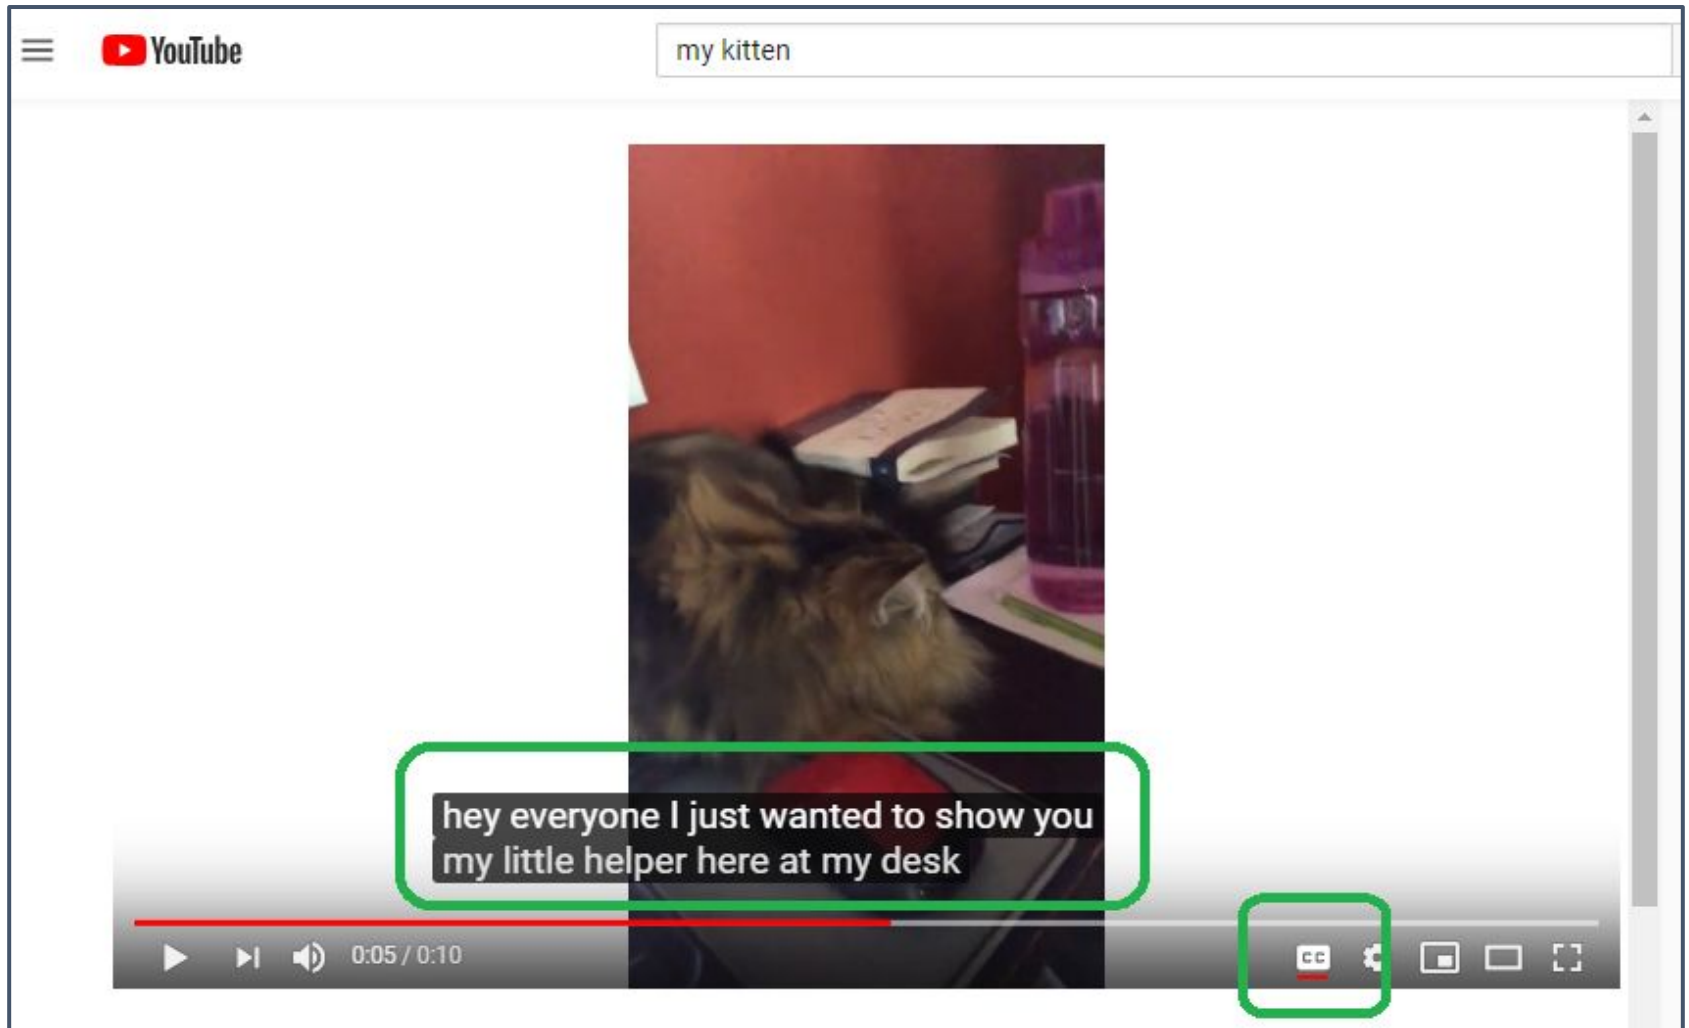 YouTube
my kitten
hey everyone I just wanted to show you
my little helper here at my desk
0:05 / 0:10
CC